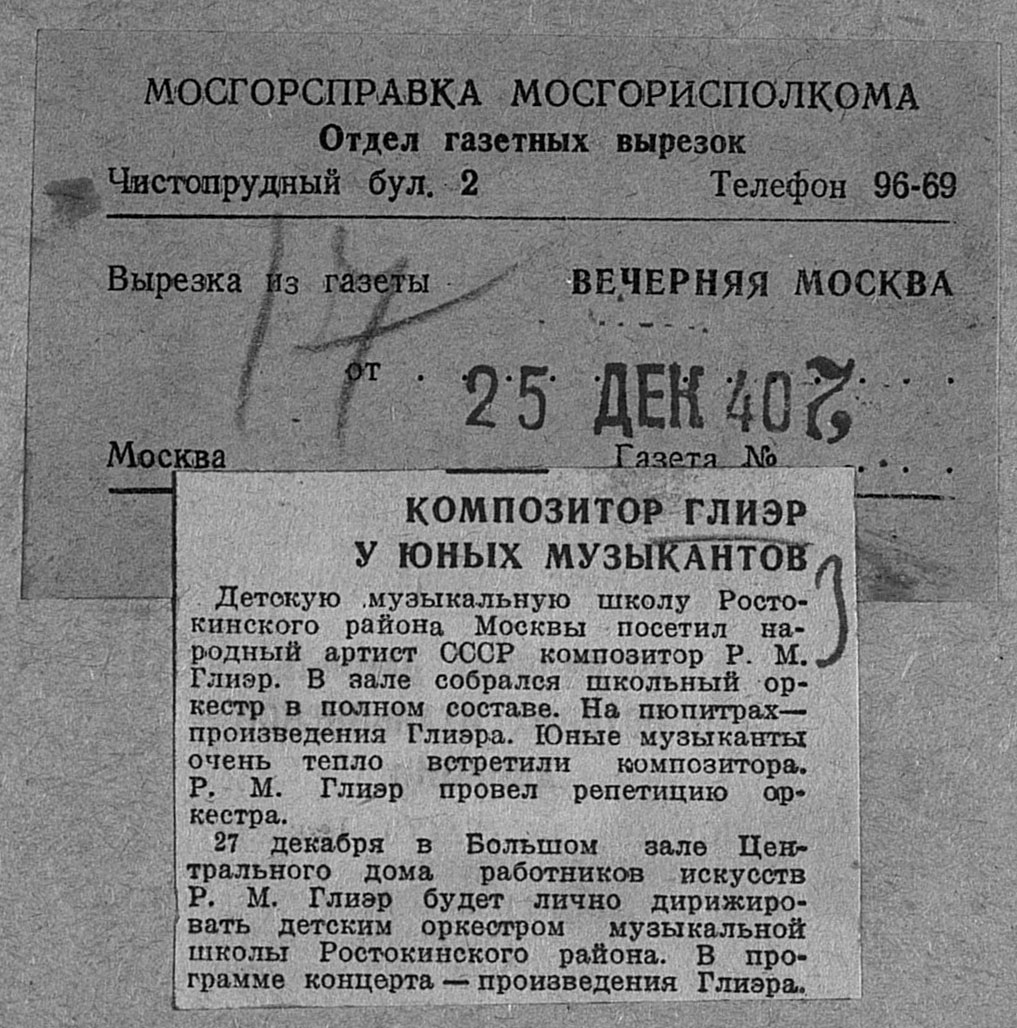 МОСГОРСПРАВКА МОСГОРИСПОЛКОМА
Отдел газетных вырезок
Чистопрудный бул. 2 Телефон 96-69
Вырезка из газеты ВЕЧЕРНЯЯ МОСКВА
17
от . . 25 ДЕК 40
Москва Газета № . . . .
КОМПОЗИТОР ГЛИЭР
У ЮНЫХ МУЗЫКАНТОВ
Детскую музыкальную школу Росто-
кинского района Москвы посетил на-
родный артист СССР композитор Р. М.
Глиэр. В зале собрался школьный ор-
кестр в полном составе. На пюпитрах—
произведения Глиэра. Юные музыканты
очень тепло встретили композитора.
Р. М. Глиэр провел репетицию ор-
кестра.
27 декабря в Большом зале Цен-
трального дома работников искусств
Р. М. Глиэр будет лично дирижиро-
вать детским оркестром музыкальной
школы Ростокинского района. В про-
грамме концерта — произведения Глиэра.